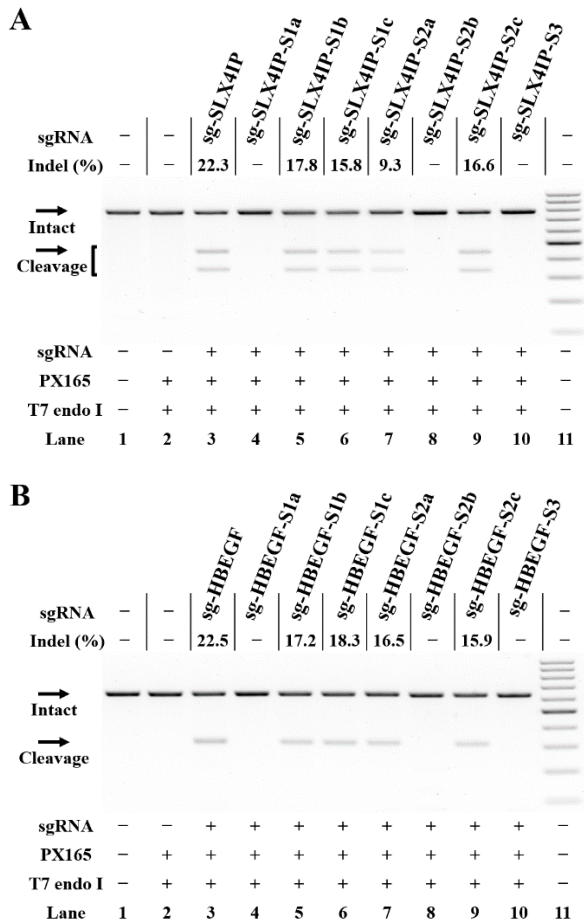 A
sg-SLX4IP
sg-SLX4IP-S1a
sg-SLX4IP-S1b
sg-SLX4IP-S1c
sg-SLX4IP-S2a
sg-SLX4IP-S2b
sg-SLX4IP-S2c
sg-SLX4IP-S3
sgRNA – – –
Indel (%) – – 22.3 – 17.8 15.8 9.3 – 16.6 – –
Intact
Cleavage
sgRNA – – + + + + + + + + –
PX165 – + + + + + + + + + –
T7 endo I – + + + + + + + + + –
Lane 1 2 3 4 5 6 7 8 9 10 11
B
sg-HBEGF
sg-HBEGF-S1a
sg-HBEGF-S1b
sg-HBEGF-S1c
sg-HBEGF-S2a
sg-HBEGF-S2b
sg-HBEGF-S2c
sg-HBEGF-S3
sgRNA – – –
Indel (%) – – 22.5 – 17.2 18.3 16.5 – 15.9 – –
Intact
Cleavage
sgRNA – – + + + + + + + + –
PX165 – + + + + + + + + + –
T7 endo I – + + + + + + + + + –
Lane 1 2 3 4 5 6 7 8 9 10 11